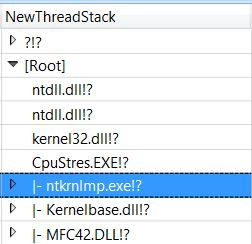 NewThreadStack
?!?
[Root]
ntdll.dll!?
ntdll.dll!?
kernel32.dll!?
CpuStres.EXE!?
|- ntkrnlmp.exe!?
|- Kernelbase.dll!?
|- MFC42.DLL!?